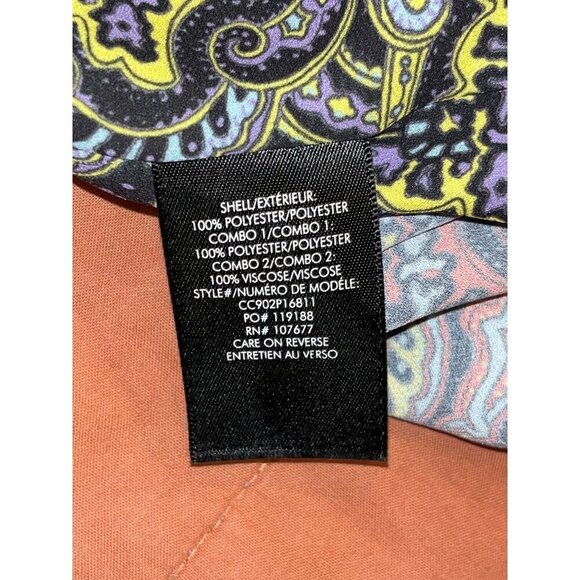 SHELL/EXTÉRIEUR:
100% POLYESTER/POLYESTER
COMBO 1/COMBO 1:
100% POLYESTER/POLYESTER
COMBO 2/COMBO 2:
100% VISCOSE/VISCOSE
STYLE#/NUMÉRO DE MODÈLE:
CC902P16811
PO# 119188
RN# 107677
CARE ON REVERSE
ENTRETIEN AU VERSO